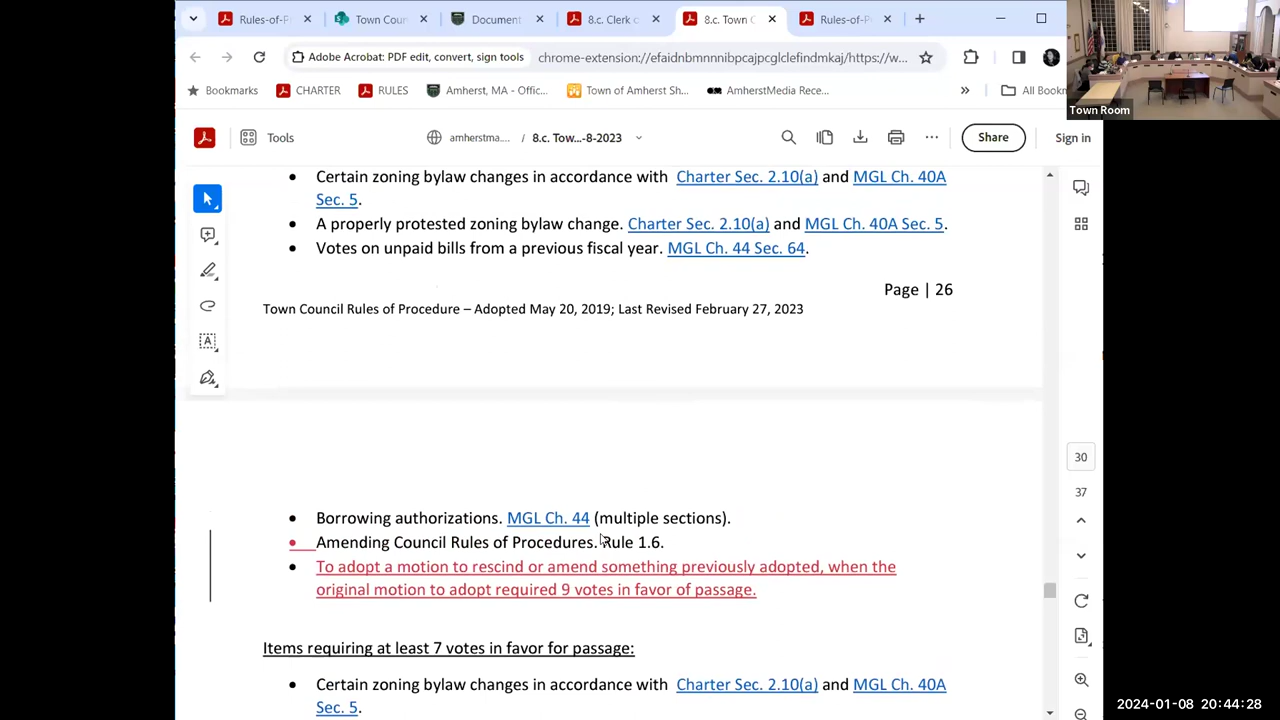 Rules-of-P
Town Coun
Document
8.c. Clerk o
8.c. Town C
Rules-of-P
Adobe Acrobat: PDF edit, convert, sign tools
chrome-extension://efaidnbmnnnibpcajpcglclefindmkaj/https://w...
Bookmarks
CHARTER
RULES
Amherst, MA - Offic...
Town of Amherst Sh...
AmherstMedia Rece...
»
All Bookm
Town Room
Tools
amherstma....
/ 8.c. Tow...-8-2023
Share
Sign in
• Certain zoning bylaw changes in accordance with Charter Sec. 2.10(a) and MGL Ch. 40A
Sec. 5.
• A properly protested zoning bylaw change. Charter Sec. 2.10(a) and MGL Ch. 40A Sec. 5.
• Votes on unpaid bills from a previous fiscal year. MGL Ch. 44 Sec. 64.
Page | 26
Town Council Rules of Procedure – Adopted May 20, 2019; Last Revised February 27, 2023
30
37
• Borrowing authorizations. MGL Ch. 44 (multiple sections).
• Amending Council Rules of Procedures. Rule 1.6.
• To adopt a motion to rescind or amend something previously adopted, when the
original motion to adopt required 9 votes in favor of passage.
Items requiring at least 7 votes in favor for passage:
• Certain zoning bylaw changes in accordance with Charter Sec. 2.10(a) and MGL Ch. 40A
Sec. 5.
2024-01-08 20:44:28